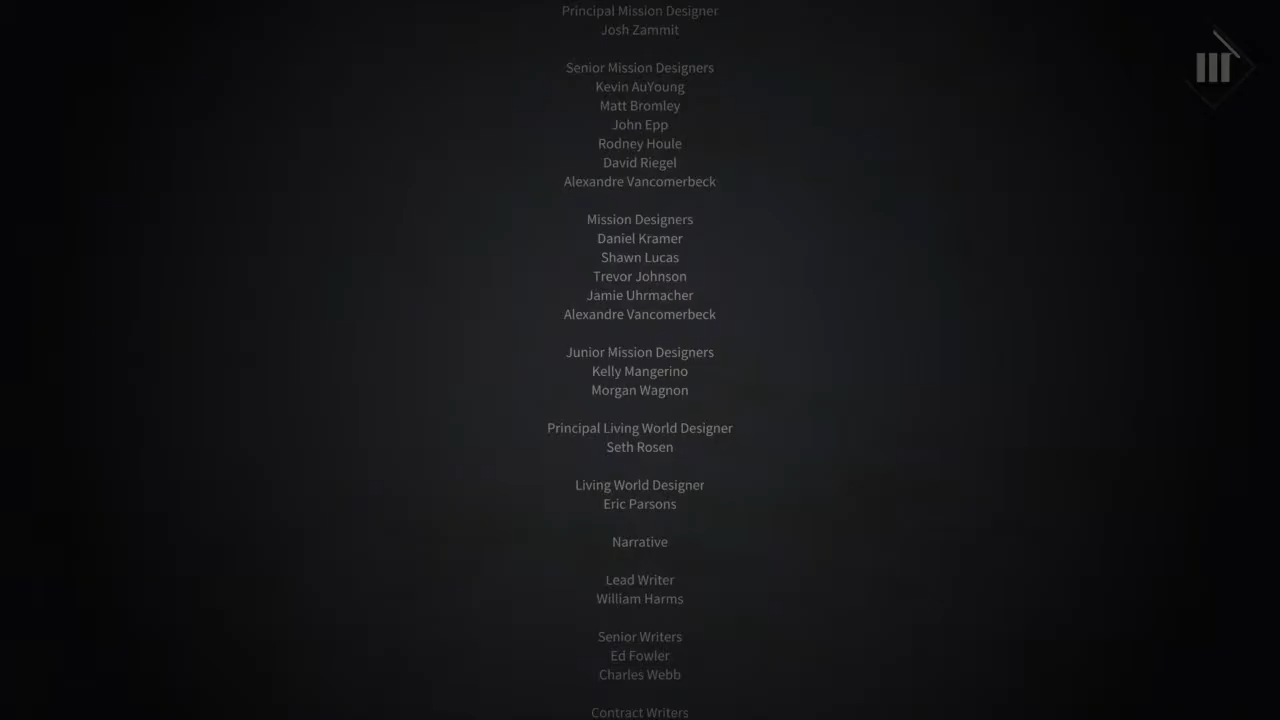 Principal Mission Designer
Josh Zammit
Senior Mission Designers
Kevin AuYoung
Matt Bromley
John Epp
Rodney Houle
David Riegel
Alexandre Vancomerbeck
Mission Designers
Daniel Kramer
Shawn Lucas
Trevor Johnson
Jamie Uhrmacher
Alexandre Vancomerbeck
Junior Mission Designers
Kelly Mangerino
Morgan Wagnon
Principal Living World Designer
Seth Rosen
Living World Designer
Eric Parsons
Narrative
Lead Writer
William Harms
Senior Writers
Ed Fowler
Charles Webb
Contract Writers